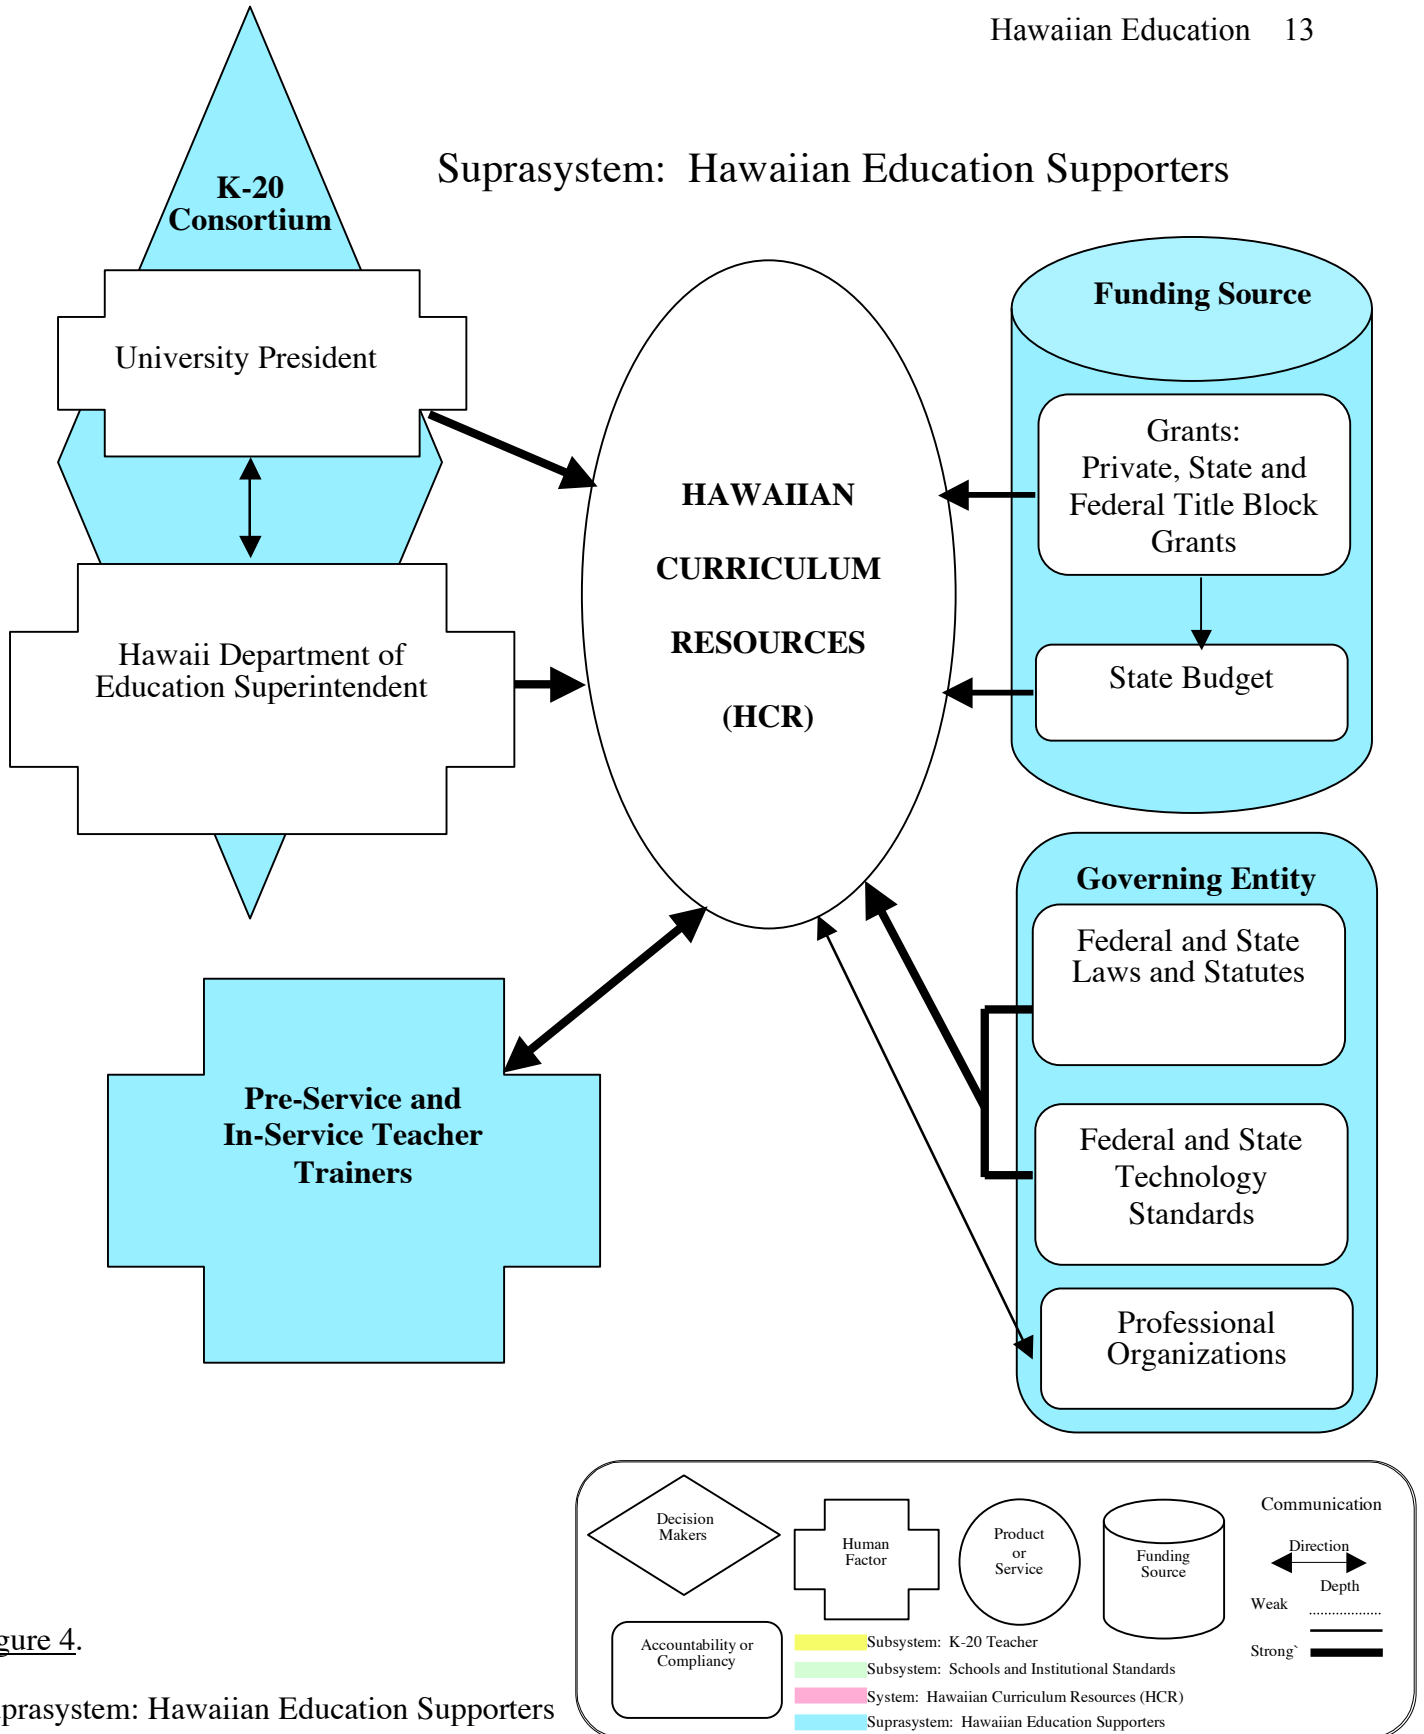 Hawaiian Education 13
Suprasystem: Hawaiian Education Supporters
K-20
Consortium
University President
Hawaii Department of
Education Superintendent
HAWAIIAN
CURRICULUM
RESOURCES
(HCR)
Funding Source
Grants:
Private, State and
Federal Title Block
Grants
State Budget
Governing Entity
Federal and State
Laws and Statutes
Federal and State
Technology
Standards
Professional
Organizations
Pre-Service and
In-Service Teacher
Trainers
Decision
Makers
Human
Factor
Product
or
Service
Funding
Source
Communication
Direction
Depth
Weak
Strong`
Accountability or
Compliancy
Subsystem: K-20 Teacher
Subsystem: Schools and Institutional Standards
System: Hawaiian Curriculum Resources (HCR)
Suprasystem: Hawaiian Education Supporters
gure 4.
prasystem: Hawaiian Education Supporters